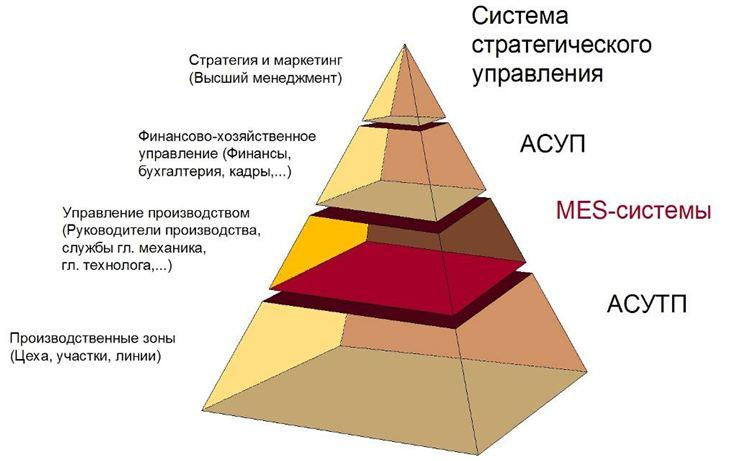 Система
стратегического
управления
Стратегия и маркетинг
(Высший менеджмент)
Финансово-хозяйственное
управление (Финансы,
бухгалтерия, кадры,...)
АСУП
Управление производством
(Руководители производства,
службы гл. механика,
гл. технолога,...)
MES-системы
АСУТП
Производственные зоны
(Цеха, участки, линии)